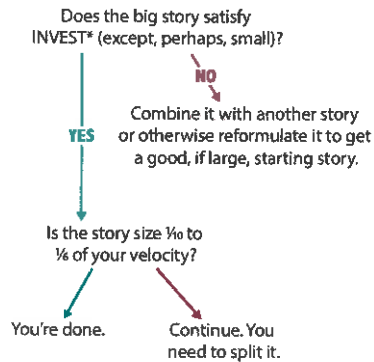 Does the big story satisfy
INVEST* (except, perhaps, small)?
NO
Combine it with another story
or otherwise reformulate it to get
a good, if large, starting story.
YES
Is the story size 1⁄10 to
1⁄6 of your velocity?
You're done.
Continue. You
need to split it.